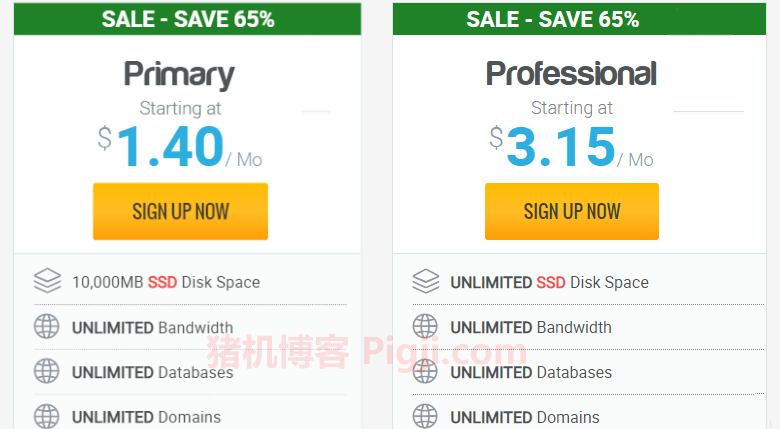 SALE - SAVE 65%
Primary
Starting at
$1.40/ Mo
SIGN UP NOW
10,000MB SSD Disk Space
UNLIMITED Bandwidth
UNLIMITED Databases
UNLIMITED Domains
SALE - SAVE 65%
Professional
Starting at
$3.15/ Mo
SIGN UP NOW
UNLIMITED SSD Disk Space
UNLIMITED Bandwidth
UNLIMITED Databases
UNLIMITED Domains
猪机博客 Pigji.com